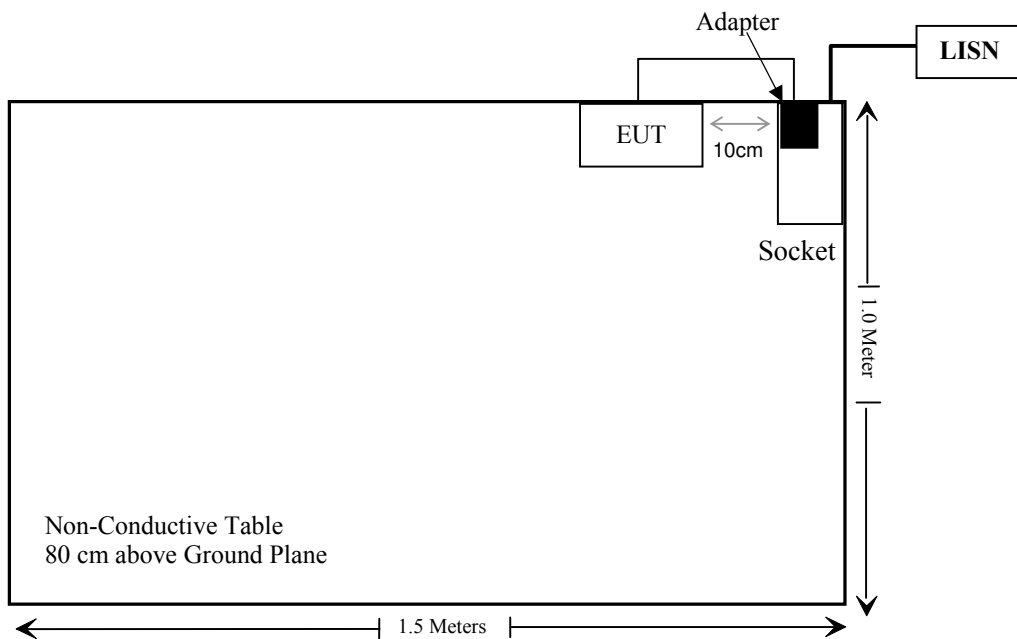 Adapter
LISN
EUT
10cm
Socket
1.0 Meter
Non-Conductive Table
80 cm above Ground Plane
1.5 Meters